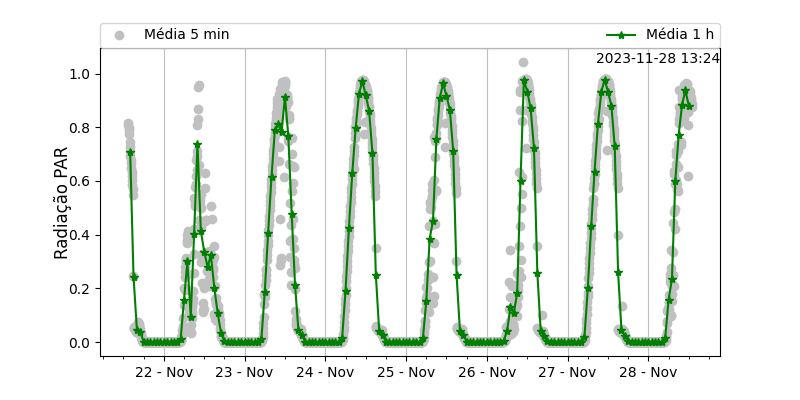 Média 5 min
Média 1 h
2023-11-28 13:24
Radiação PAR
1.0
0.8
0.6
0.4
0.2
0.0
22 - Nov
23 - Nov
24 - Nov
25 - Nov
26 - Nov
27 - Nov
28 - Nov